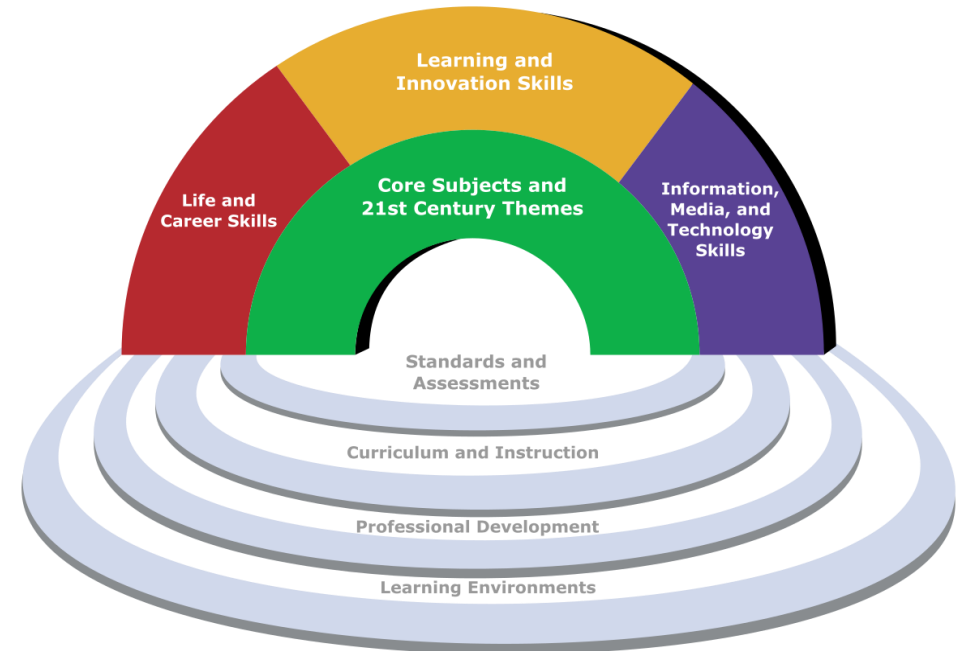 Learning and
Innovation Skills
Core Subjects and
21st Century Themes
Life and
Career Skills
Information,
Media, and
Technology
Skills
Standards and
Assessments
Curriculum and Instruction
Professional Development
Learning Environments